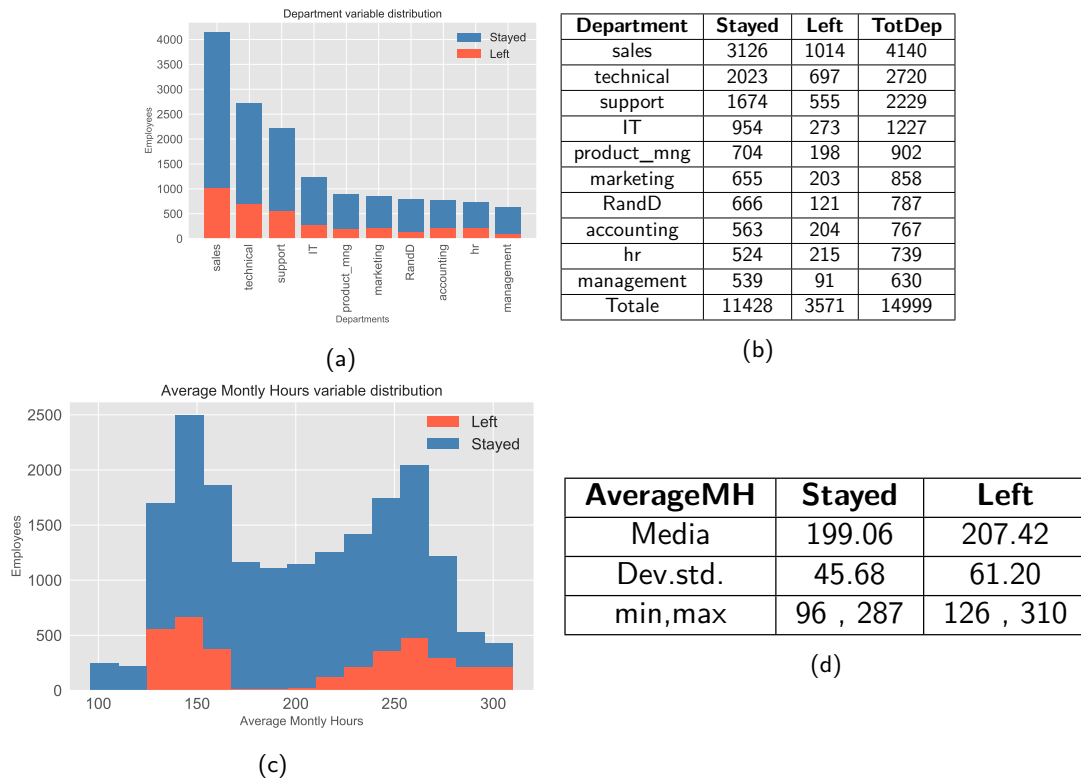 Department variable distribution
Stayed
Left
4000
3500
3000
2500
2000
1500
1000
500
0
Employees
sales
technical
support
IT
product_mng
marketing
RandD
accounting
hr
management
Departments
(a)
Department Stayed Left TotDep
sales 3126 1014 4140
technical 2023 697 2720
support 1674 555 2229
IT 954 273 1227
product_mng 704 198 902
marketing 655 203 858
RandD 666 121 787
accounting 563 204 767
hr 524 215 739
management 539 91 630
Totale 11428 3571 14999
(b)
Average Montly Hours variable distribution
Left
Stayed
2500
2000
1500
1000
500
0
Employees
100 150 200 250 300
Average Montly Hours
(c)
AverageMH Stayed Left
Media 199.06 207.42
Dev.std. 45.68 61.20
min,max 96 , 287 126 , 310
(d)